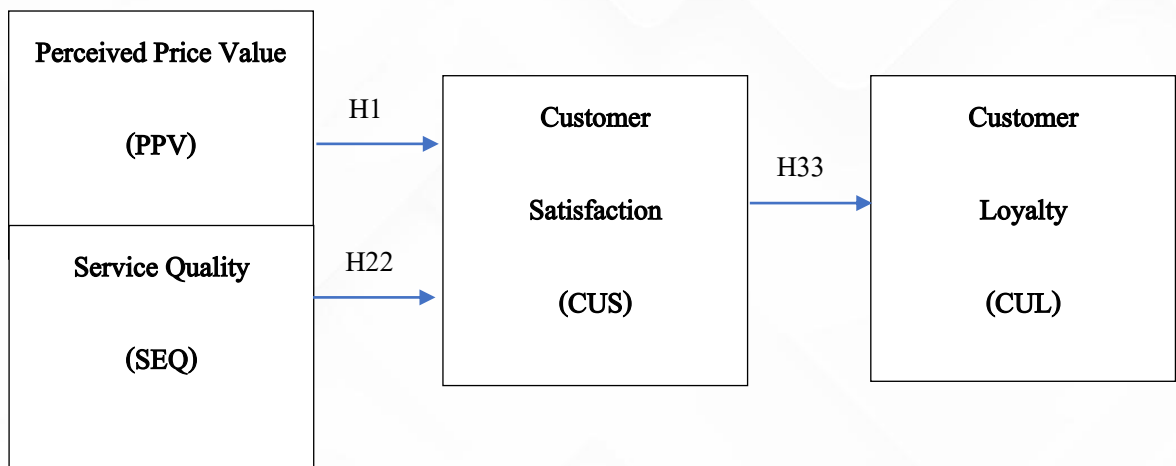 Perceived Price Value
(PPV)
H1
Service Quality
(SEQ)
H22
Customer
Satisfaction
(CUS)
H33
Customer
Loyalty
(CUL)